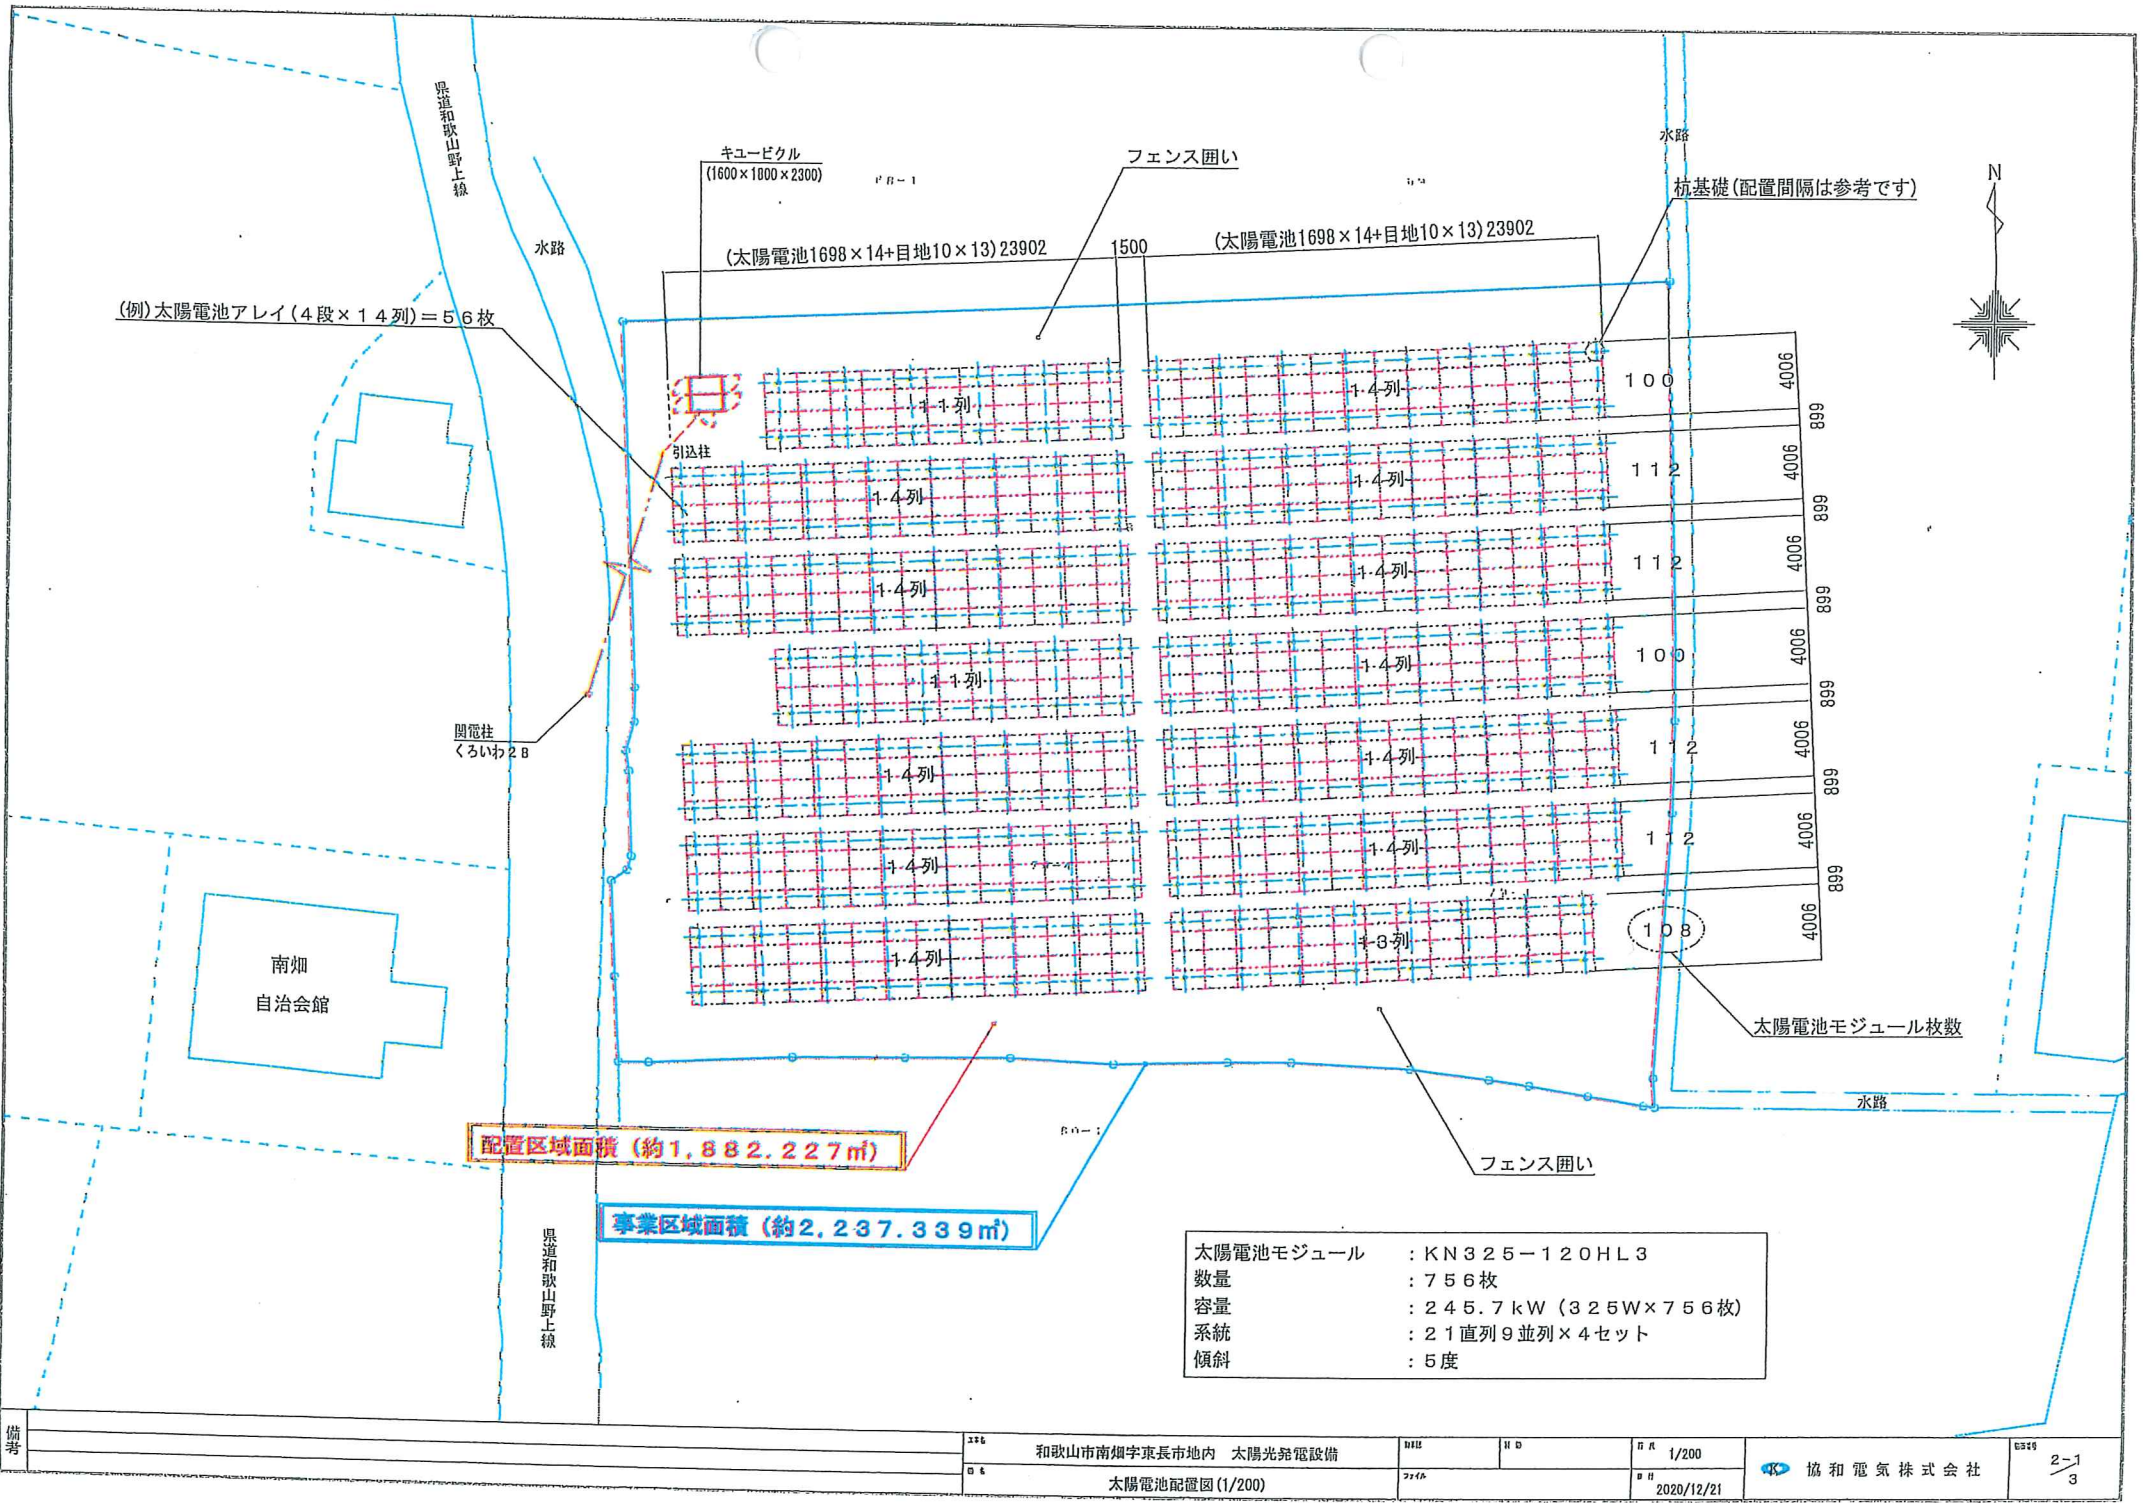 県道和歌山野上線
水路
キュービクル
(1600×1000×2300)
フェンス囲い
水路
杭基礎(配置間隔は参考です)
N
(太陽電池1698×14+目地10×13)23902
1500
(太陽電池1698×14+目地10×13)23902
(例)太陽電池アレイ(4段×14列)=56枚
引込柱
11列
14列
100
4006
899
14列
14列
112
4006
899
14列
14列
112
4006
899
11列
14列
100
4006
899
14列
14列
112
4006
899
14列
14列
112
4006
899
14列
13列
108
4006
関電柱
くろいわ28
南畑
自治会館
太陽電池モジュール枚数
水路
フェンス囲い
配置区域面積(約1,882.227㎡)
事業区域面積(約2,237.339㎡)
県道和歌山野上線
太陽電池モジュール :KN325-120HL3
数量 :756枚
容量 :245.7kW(325W×756枚)
系統 :21直列9並列×4セット
傾斜 :5度
備考
和歌山市南畑字東長市地内 太陽光発電設備
1/200
太陽電池配置図(1/200)
2020/12/21
協和電気株式会社
2-1
3